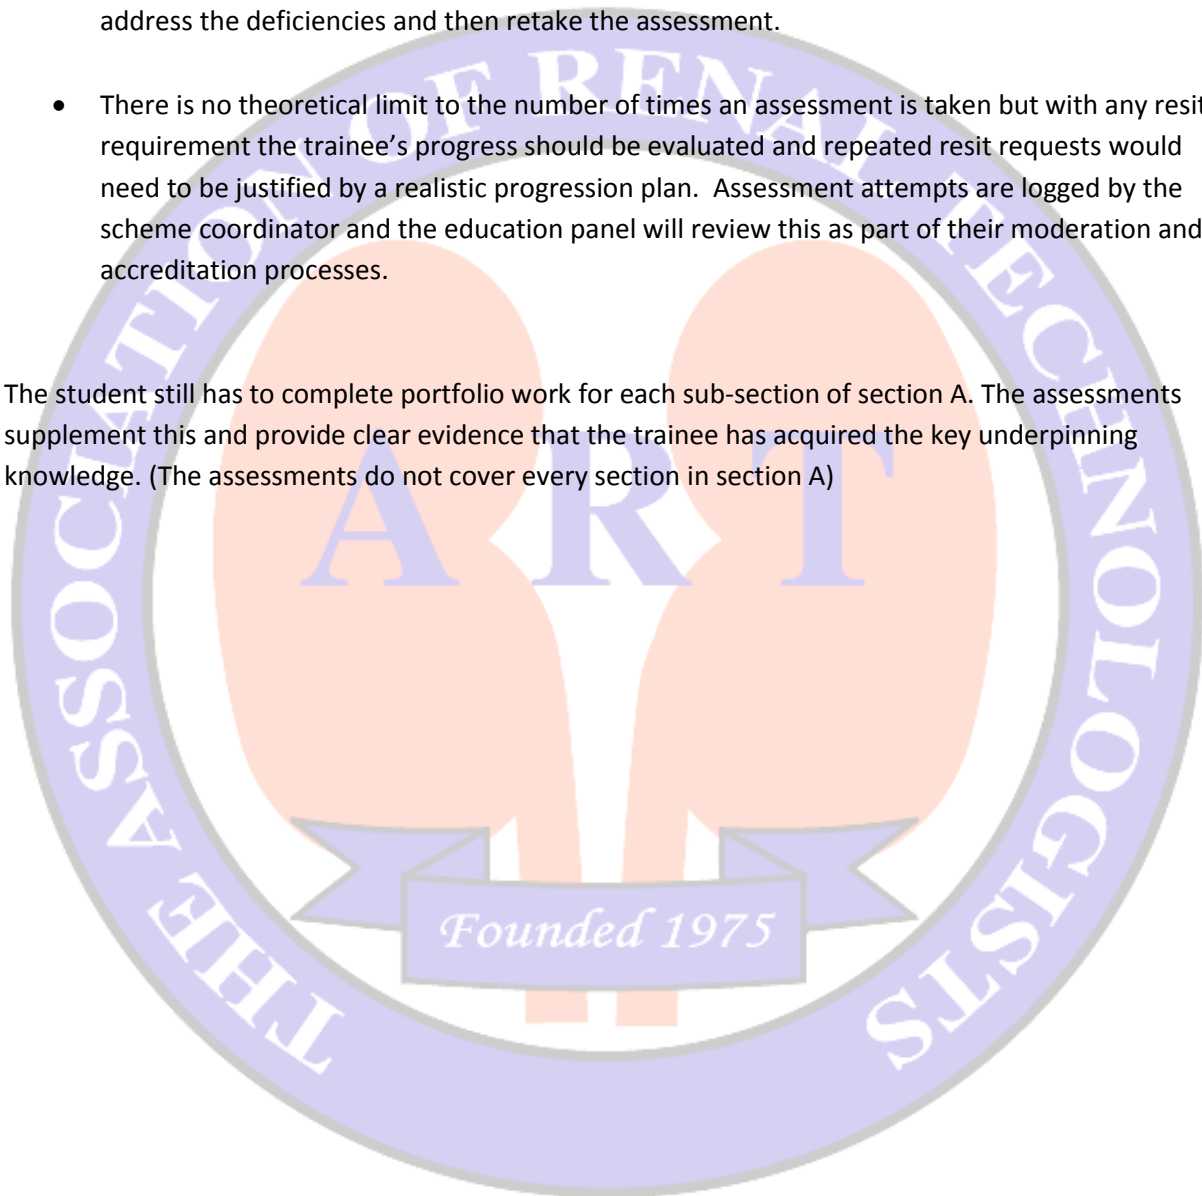 address the deficiencies and then retake the assessment.
• There is no theoretical limit to the number of times an assessment is taken but with any resit
requirement the trainee’s progress should be evaluated and repeated resit requests would
need to be justified by a realistic progression plan.  Assessment attempts are logged by the
scheme coordinator and the education panel will review this as part of their moderation and
accreditation processes.
The student still has to complete portfolio work for each sub-section of section A. The assessments
supplement this and provide clear evidence that the trainee has acquired the key underpinning
knowledge. (The assessments do not cover every section in section A)
THE ASSOCIATION OF RENAL TECHNOLOGISTS
A R T
Founded 1975